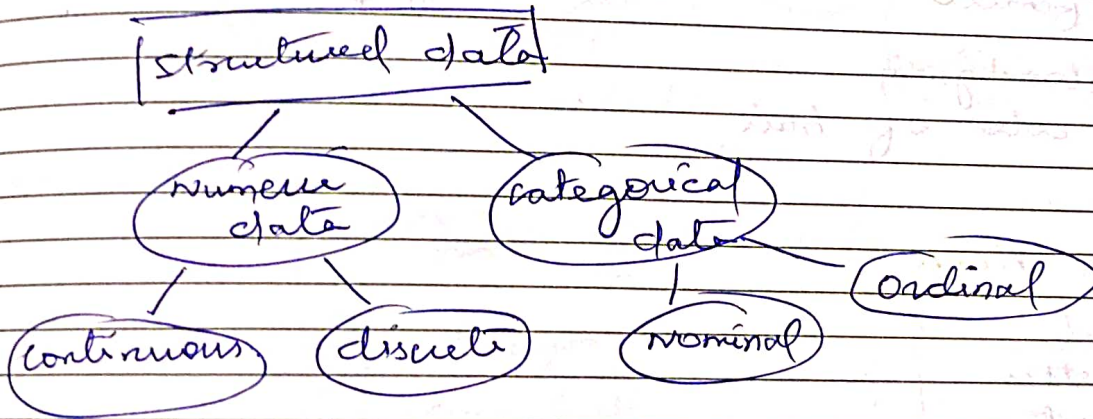 structured data
numeric
data
categorical
data
ordinal
continuous
discrete
Nominal